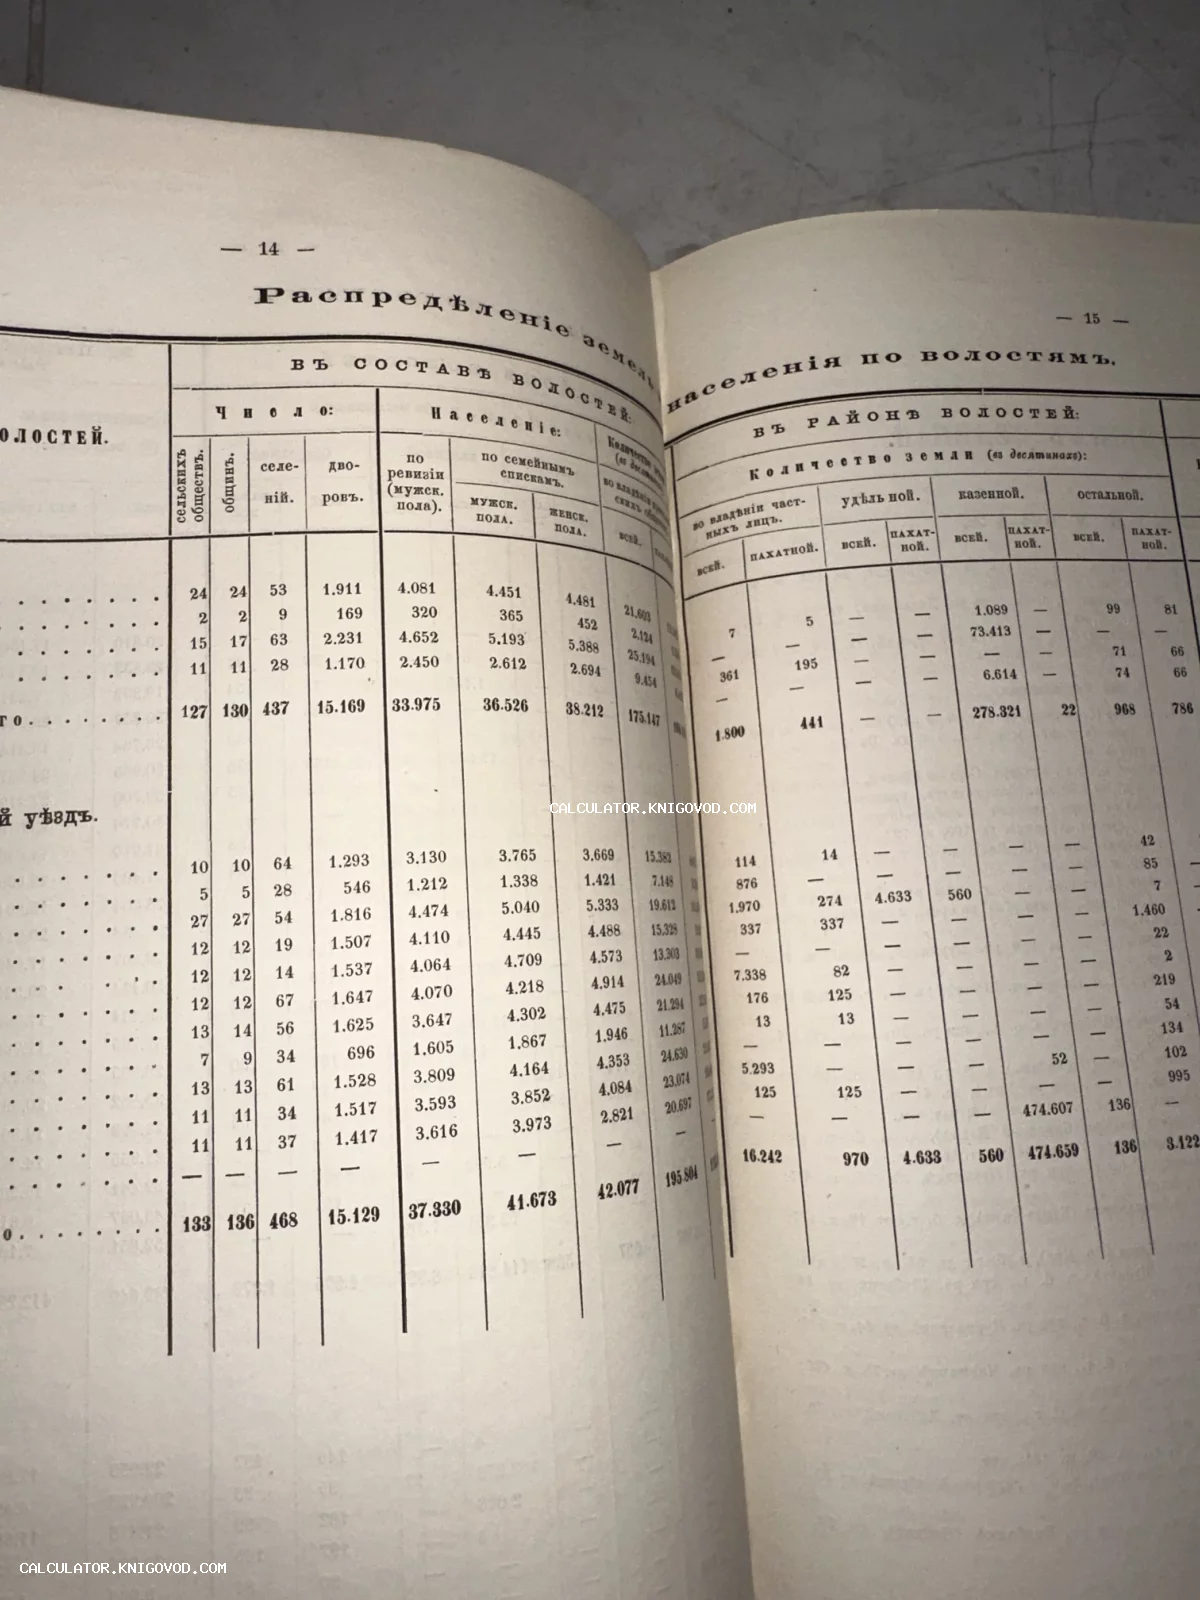 — 14 —
Распредѣленіе земель
ОЛОСТЕЙ.
ВЪ СОСТАВѢ ВОЛОСТЕЙ:
Число:
Населеніе:
сельскихъ обществъ.
общинъ.
селе-
ній.
дво-
ровъ.
по
ревизіи
(мужск.
пола).
по семейнымъ
спискамъ.
мужск.
пола.
женск.
пола.
Количество
всей.
24 24 53 1.911 4.081 4.451 4.481 21.603
2 2 9 169 320 365 452 2.124
15 17 63 2.231 4.652 5.193 5.388 25.194
11 11 28 1.170 2.450 2.612 2.694 9.454
го. 127 130 437 15.169 33.975 36.526 38.212 175.147
й уѣздъ.
10 10 64 1.293 3.130 3.765 3.669 15.381
5 5 28 546 1.212 1.338 1.421 7.148
27 27 54 1.816 4.474 5.040 5.333 19.613
12 12 19 1.507 4.110 4.445 4.488 15.328
12 12 14 1.537 4.064 4.709 4.573 13.303
12 12 67 1.647 4.070 4.218 4.914 24.049
13 14 56 1.625 3.647 4.302 4.475 21.294
7 9 34 696 1.605 1.867 1.946 11.287
13 13 61 1.528 3.809 4.164 4.353 24.630
11 11 34 1.517 3.593 3.852 4.084 23.074
11 11 37 1.417 3.616 3.973 2.821 20.697
— — — — — — — —
о. 133 136 468 15.129 37.330 41.673 42.077 195.804
— 15 —
населенія по волостямъ.
ВЪ РАЙОНѢ ВОЛОСТЕЙ:
Количество земли (въ десятинахъ):
во владѣніи част-
ныхъ лицъ.
удѣльной.
казенной.
остальной.
всей.
пахатной.
всей.
пахат-
ной.
всей.
пахат-
ной.
всей.
пахат-
ной.
7 5 — — 1.089 — 99 81
— — — — 73.413 — — —
361 195 — — — — 71 66
— — — — 6.614 — 74 66
1.800 441 — — 278.321 22 968 786
114 14 — — — — 42
876 — — — — — 85
1.970 274 4.633 560 — — 7
337 337 — — — — 1.460
— — — — — — 22
7.338 82 — — — — 2
176 125 — — — — 219
13 13 — — — — 54
— — — — — — 134
5.293 — — — 52 — 102
125 125 — — — — 995
— — — — 474.607 136 —
16.242 970 4.633 560 474.659 136 3.122
CALCULATOR.KNIGOVOD.COM
CALCULATOR.KNIGOVOD.COM